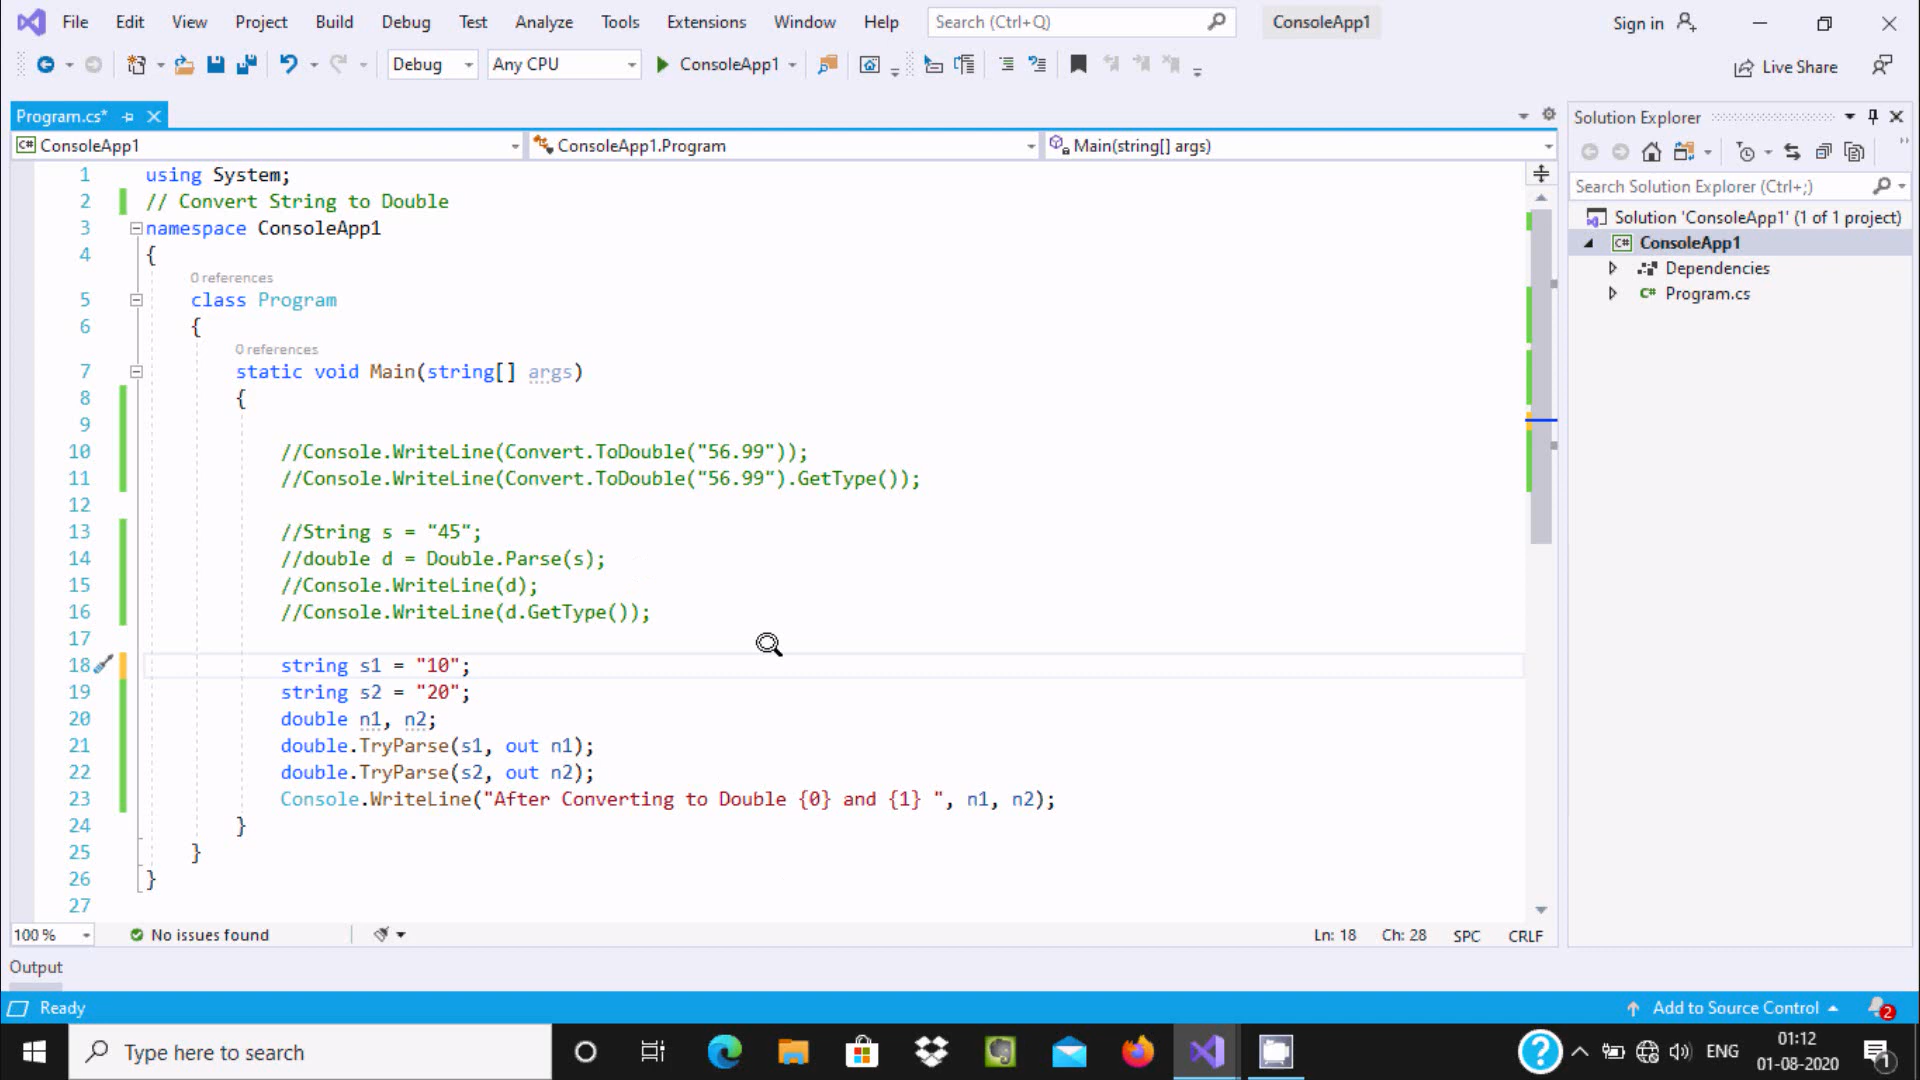 File Edit View Project Build Debug Test Analyze Tools Extensions Window Help Search (Ctrl+Q) ConsoleApp1 Sign in
Debug Any CPU ConsoleApp1 Live Share
Program.cs*
ConsoleApp1 ConsoleApp1.Program Main(string[] args)
1 using System;
2 // Convert String to Double
3 namespace ConsoleApp1
4 {
0 references
5 class Program
6 {
0 references
7 static void Main(string[] args)
8 {
9
10 //Console.WriteLine(Convert.ToDouble("56.99"));
11 //Console.WriteLine(Convert.ToDouble("56.99").GetType());
12
13 //String s = "45";
14 //double d = Double.Parse(s);
15 //Console.WriteLine(d);
16 //Console.WriteLine(d.GetType());
17
18 string s1 = "10";
19 string s2 = "20";
20 double n1, n2;
21 double.TryParse(s1, out n1);
22 double.TryParse(s2, out n2);
23 Console.WriteLine("After Converting to Double {0} and {1} ", n1, n2);
24 }
25 }
26 }
27
100 % No issues found Ln: 18 Ch: 28 SPC CRLF
Solution Explorer
Search Solution Explorer (Ctrl+;)
Solution 'ConsoleApp1' (1 of 1 project)
C# ConsoleApp1
Dependencies
C# Program.cs
Output
Ready Add to Source Control 2
Type here to search ENG 01:12
01-08-2020 1